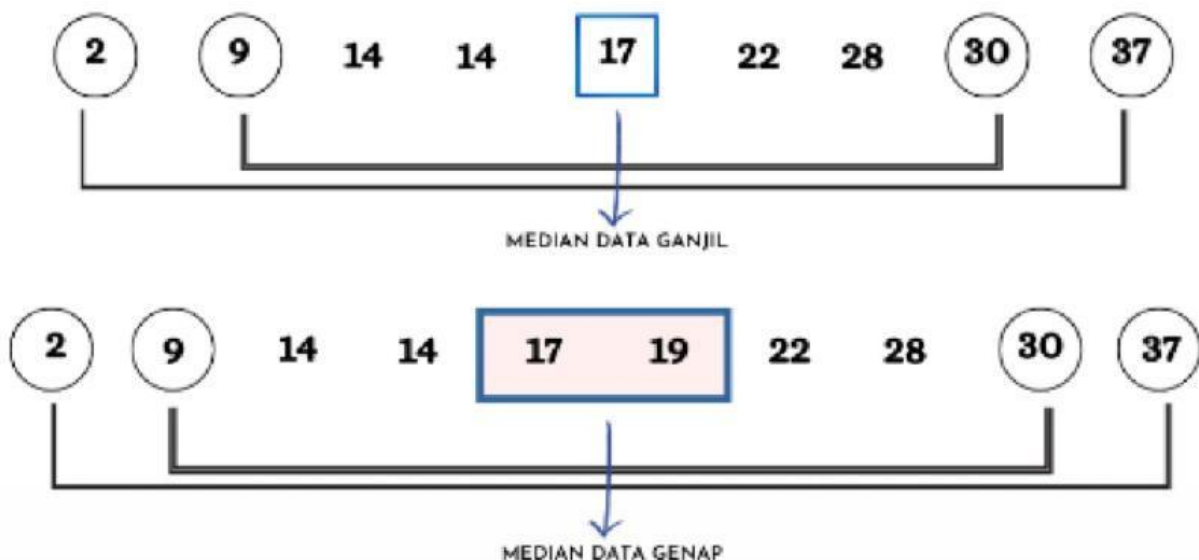 2 9 14 14 17 22 28 30 37
MEDIAN DATA GANJIL
2 9 14 14 17 19 22 28 30 37
MEDIAN DATA GENAP